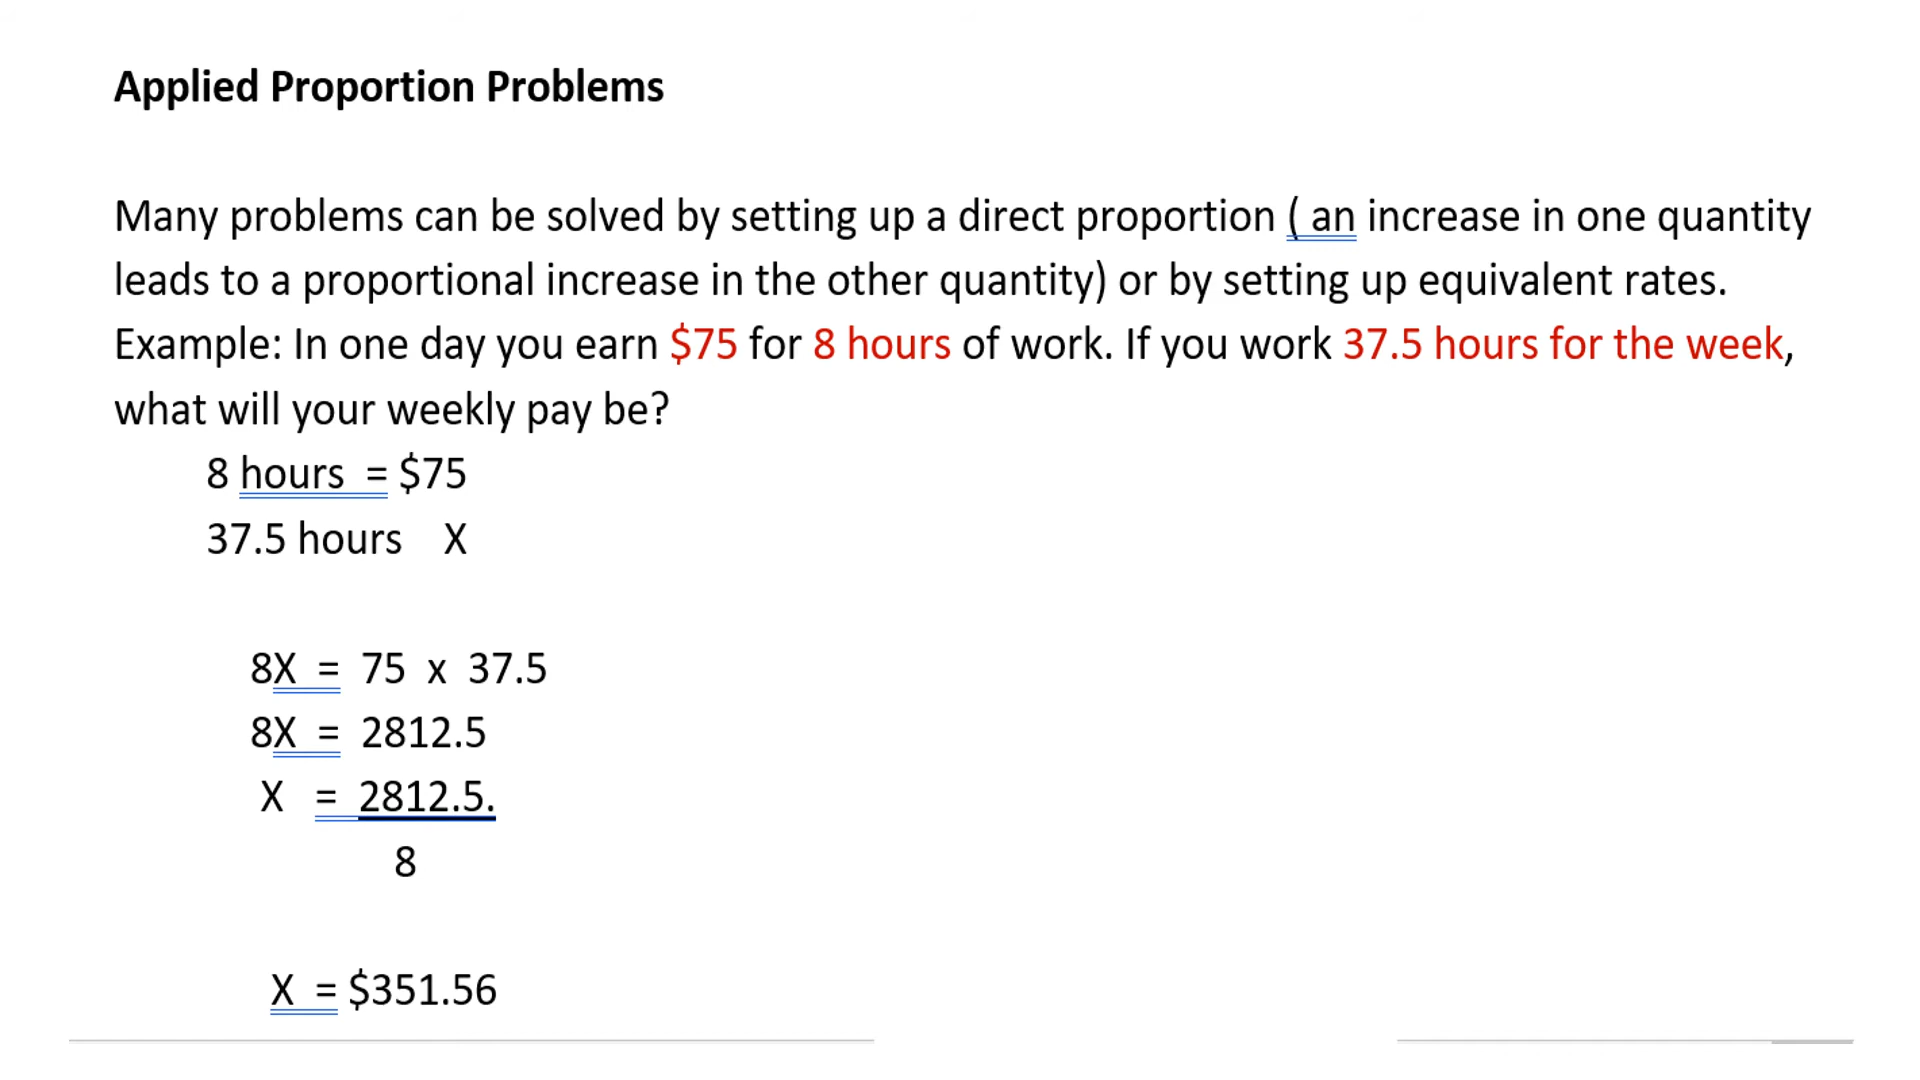 Applied Proportion Problems
Many problems can be solved by setting up a direct proportion ( an increase in one quantity
leads to a proportional increase in the other quantity) or by setting up equivalent rates.
Example: In one day you earn $75 for 8 hours of work. If you work 37.5 hours for the week,
what will your weekly pay be?
8 hours = $75
37.5 hours X
8X = 75 x 37.5
8X = 2812.5
X = 2812.5.
8
X = $351.56